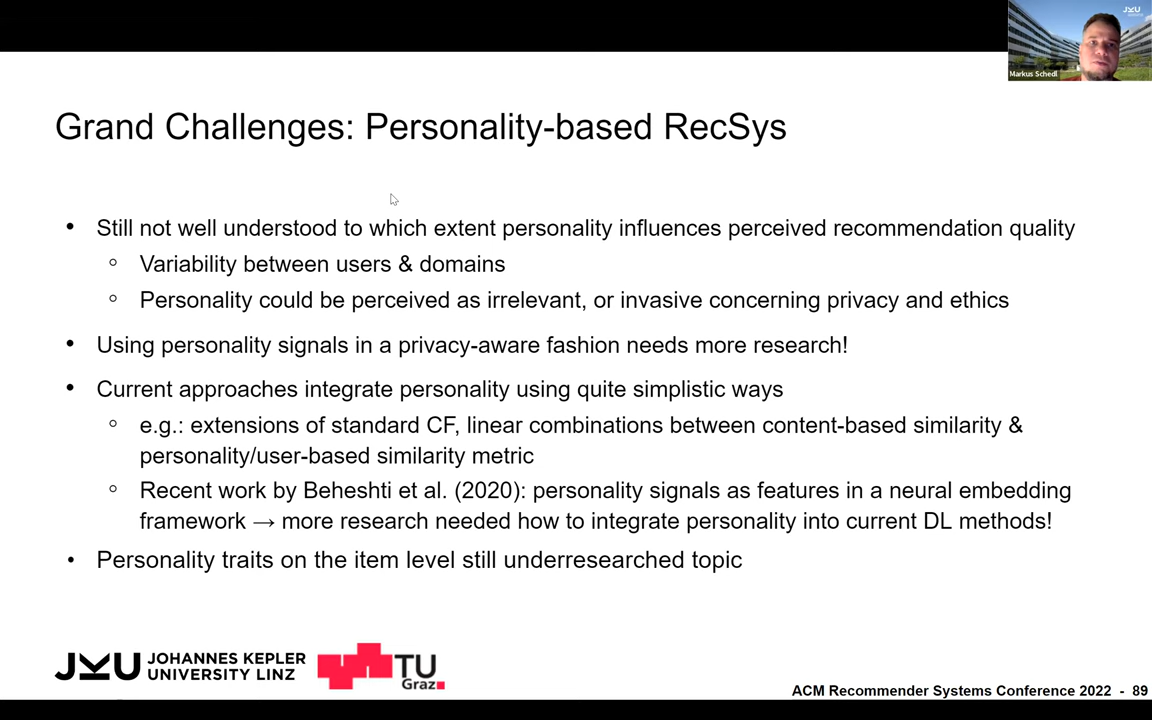 JKU
Markus Schedl
Grand Challenges: Personality-based RecSys
• Still not well understood to which extent personality influences perceived recommendation quality
○ Variability between users & domains
○ Personality could be perceived as irrelevant, or invasive concerning privacy and ethics
• Using personality signals in a privacy-aware fashion needs more research!
• Current approaches integrate personality using quite simplistic ways
○ e.g.: extensions of standard CF, linear combinations between content-based similarity &
personality/user-based similarity metric
○ Recent work by Beheshti et al. (2020): personality signals as features in a neural embedding
framework → more research needed how to integrate personality into current DL methods!
• Personality traits on the item level still underresearched topic
JKU JOHANNES KEPLER
UNIVERSITY LINZ
TU
Graz
ACM Recommender Systems Conference 2022 - 89